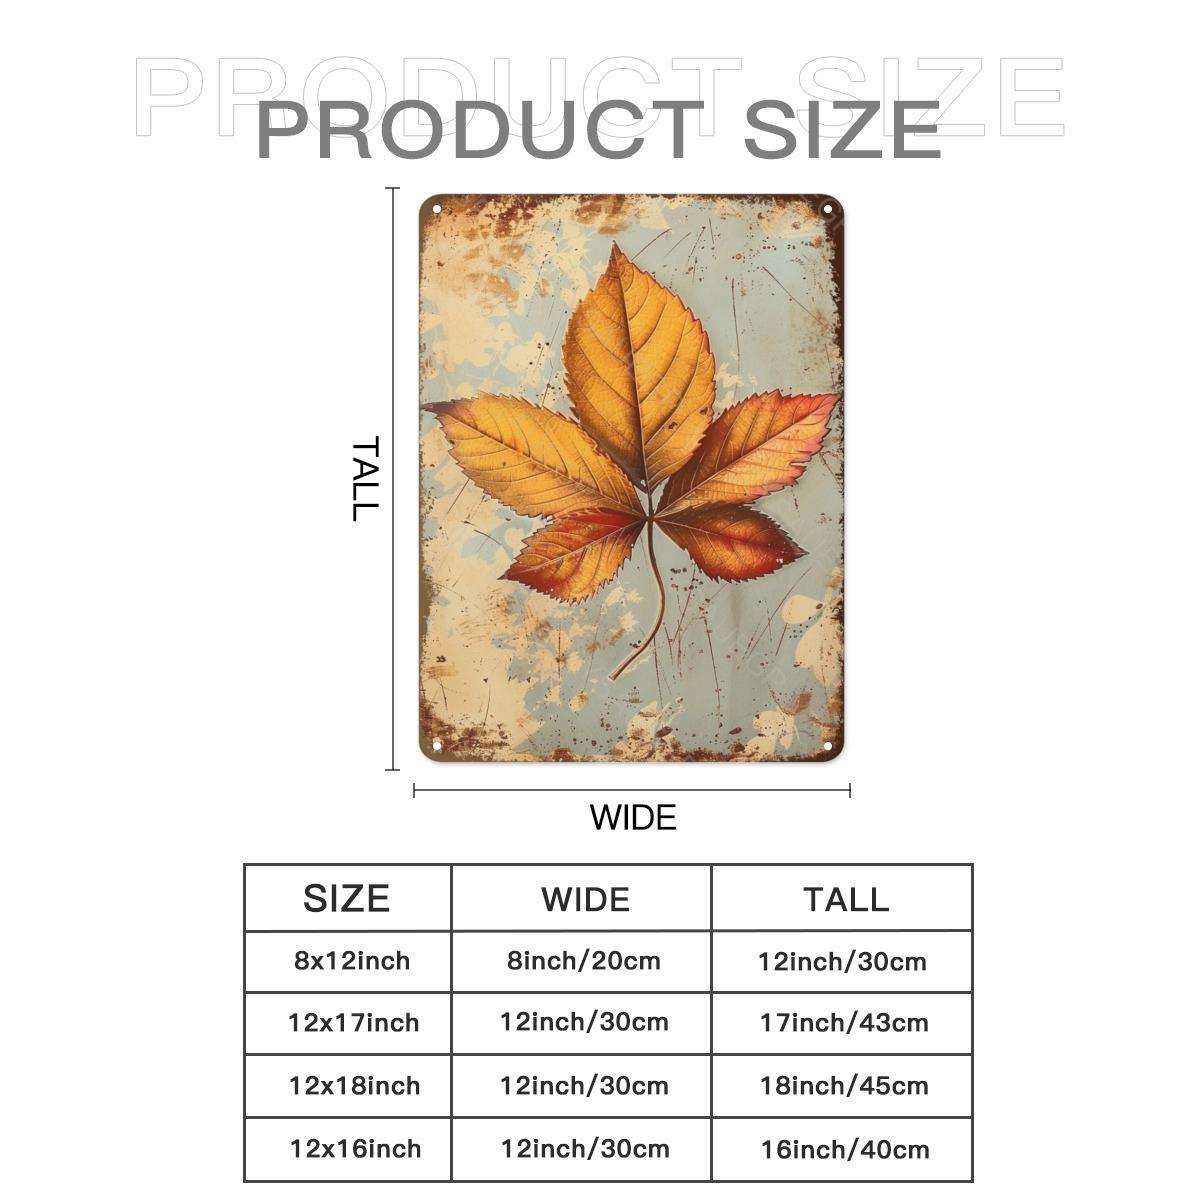 PRODUCT SIZE
PRODUCT SIZE
TALL
WIDE
SIZE WIDE TALL
8x12inch 8inch/20cm 12inch/30cm
12x17inch 12inch/30cm 17inch/43cm
12x18inch 12inch/30cm 18inch/45cm
12x16inch 12inch/30cm 16inch/40cm